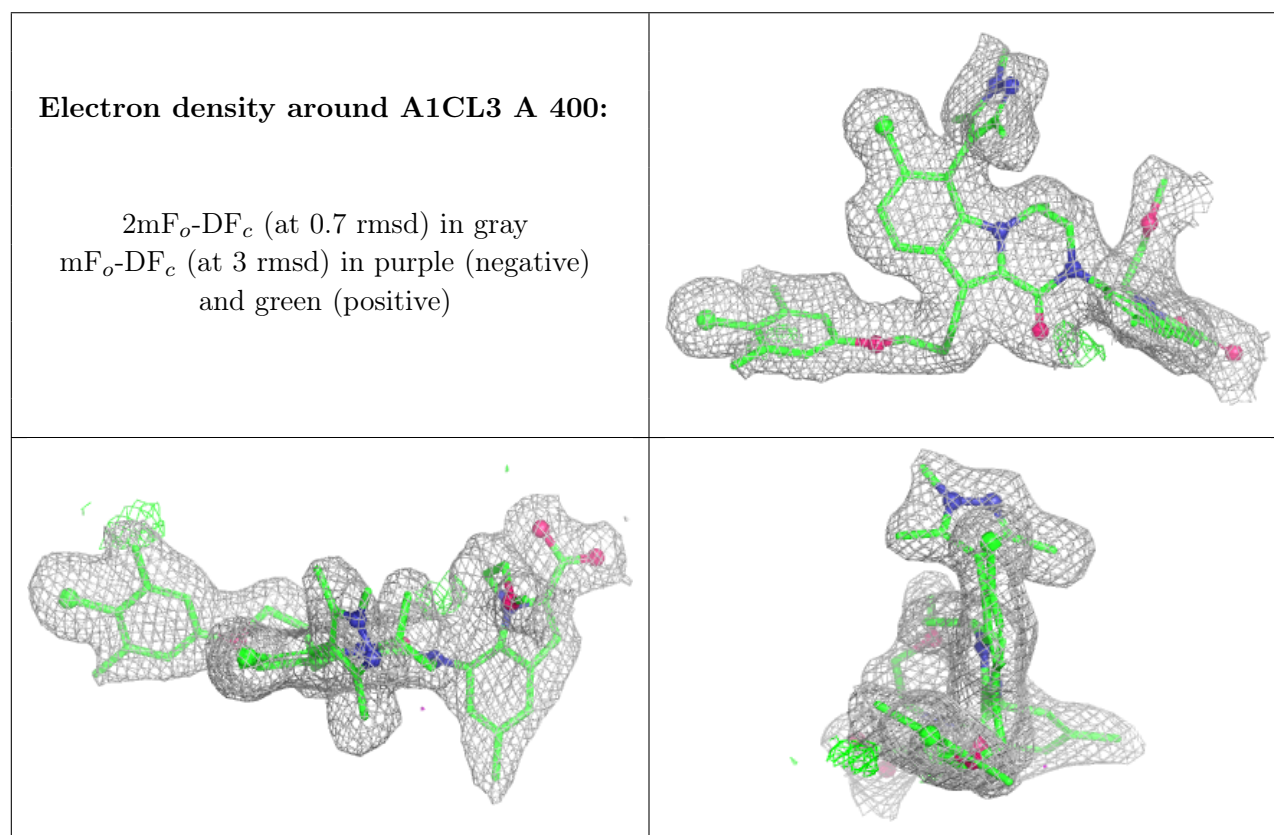 Electron density around A1CL3 A 400:
2mFₒ-DF𝒸 (at 0.7 rmsd) in gray
mFₒ-DF𝒸 (at 3 rmsd) in purple (negative)
and green (positive)